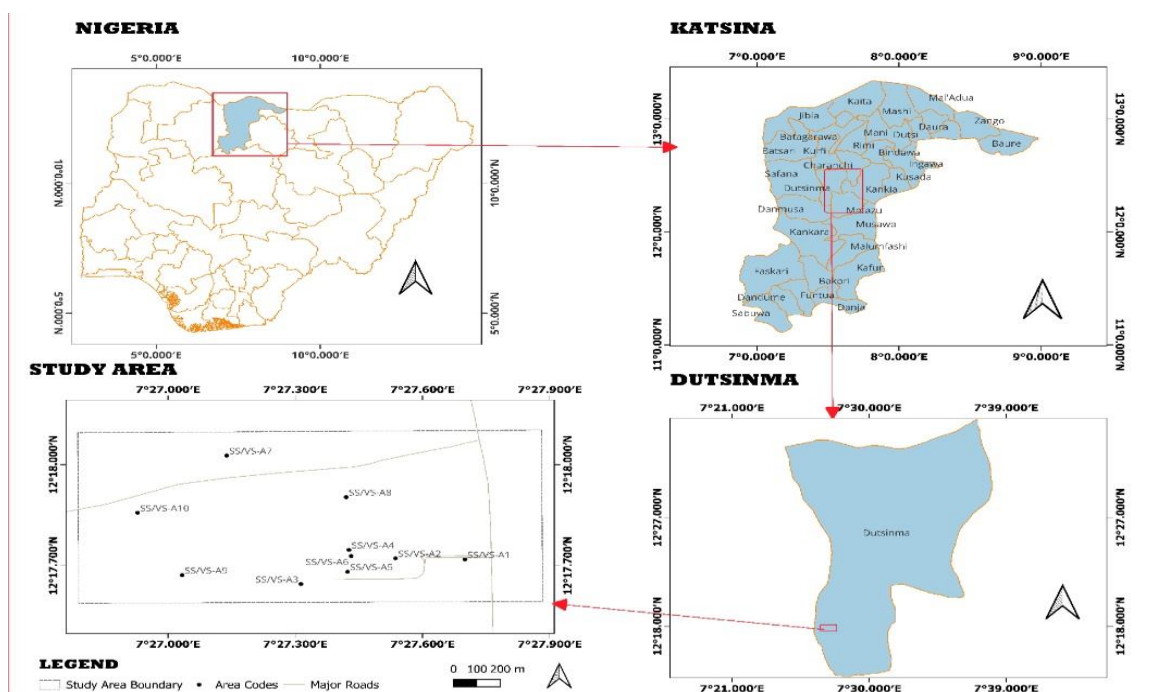 NIGERIA
5°0.000'E 10°0.000'E
10°0.000'N 10°0.000'N
5°0.000'N 5°0.000'N
5°0.000'E 10°0.000'E
KATSINA
7°0.000'E 8°0.000'E 9°0.000'E
13°0.000'N 13°0.000'N
12°0.000'N 12°0.000'N
11°0.000'N 11°0.000'N
Kaita
Mai'Adua
Mashi
Jibia
Zango
Daura
Mani Dutsi
Batagarawa
Baure
Rimi
Batsari Kurfi
Bindawa
Ingawa
Charanchi
Safana
Kusada
Dutsinma
Kankia
Danmusa
Matazu
Musawa
Kankara
Malumfashi
Kafur
Faskari
Bakori
Dandume Funtua
Danja
Sabuwa
7°0.000'E 8°0.000'E 9°0.000'E
STUDY AREA
7°27.000'E 7°27.300'E 7°27.600'E 7°27.900'E
12°18.000'N 12°18.000'N
12°17.700'N 12°17.700'N
SS/VS-A7
SS/VS-A8
SS/VS-A10
SS/VS-A4
SS/VS-A2
SS/VS-A1
SS/VS-A6
SS/VS-A5
SS/VS-A9
SS/VS-A3
7°27.000'E 7°27.300'E 7°27.600'E 7°27.900'E
LEGEND
Study Area Boundary Area Codes Major Roads
0 100 200 m
DUTSINMA
7°21.000'E 7°30.000'E 7°39.000'E
12°27.000'N 12°27.000'N
Dutsinma
12°18.000'N 12°18.000'N
7°21.000'E 7°30.000'E 7°39.000'E